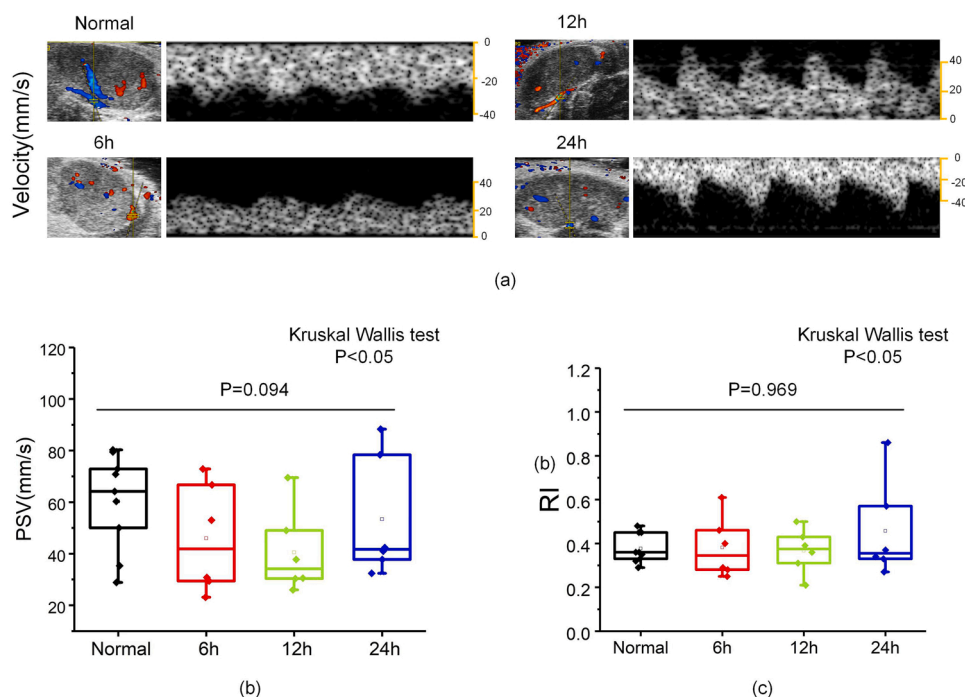 (a)
Normal
12h
0
-20
-40
40
20
0
6h
24h
40
20
0
0
-20
-40
Velocity(mm/s)
(a)
Kruskal Wallis test
P<0.05
P=0.094
120
100
80
60
40
20
PSV(mm/s)
Normal 6h 12h 24h
(b)
Kruskal Wallis test
P<0.05
P=0.969
1.2
1.0
0.8
0.6
0.4
0.2
0.0
(b)
RI
Normal 6h 12h 24h
(c)